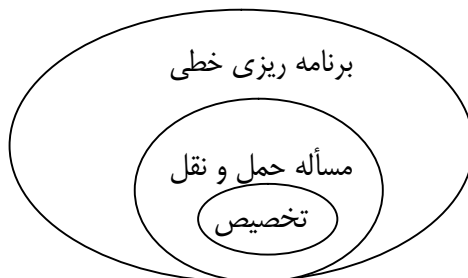 برنامه ریزی خطی
مسأله حمل و نقل
تخصیص